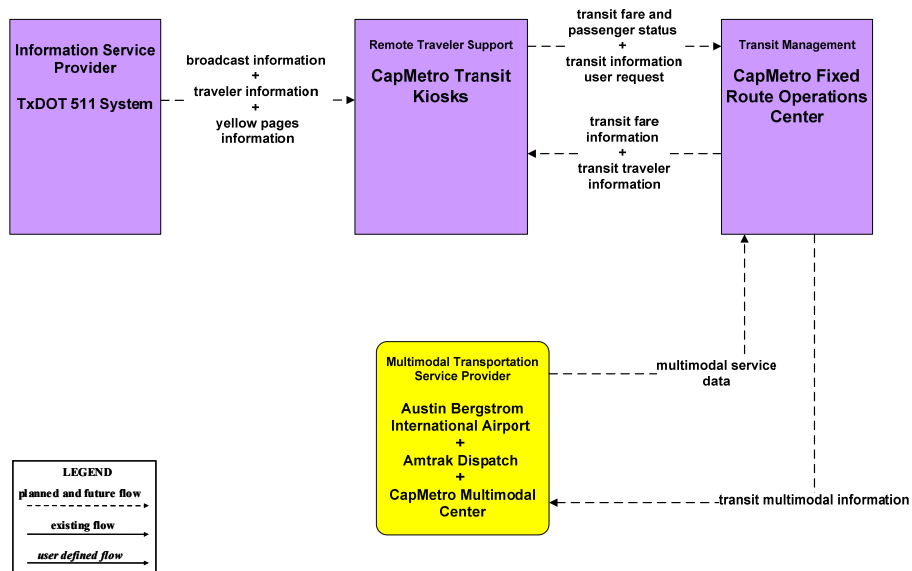 Information Service
Provider
TxDOT 511 System
broadcast information
+
traveler information
+
yellow pages
information
Remote Traveler Support
CapMetro Transit
Kiosks
transit fare and
passenger status
+
transit information
user request
transit fare
information
+
transit traveler
information
Transit Management
CapMetro Fixed
Route Operations
Center
Multimodal Transportation
Service Provider
Austin Bergstrom
International Airport
+
Amtrak Dispatch
+
CapMetro Multimodal
Center
multimodal service
data
transit multimodal information
LEGEND
planned and future flow
existing flow
user defined flow